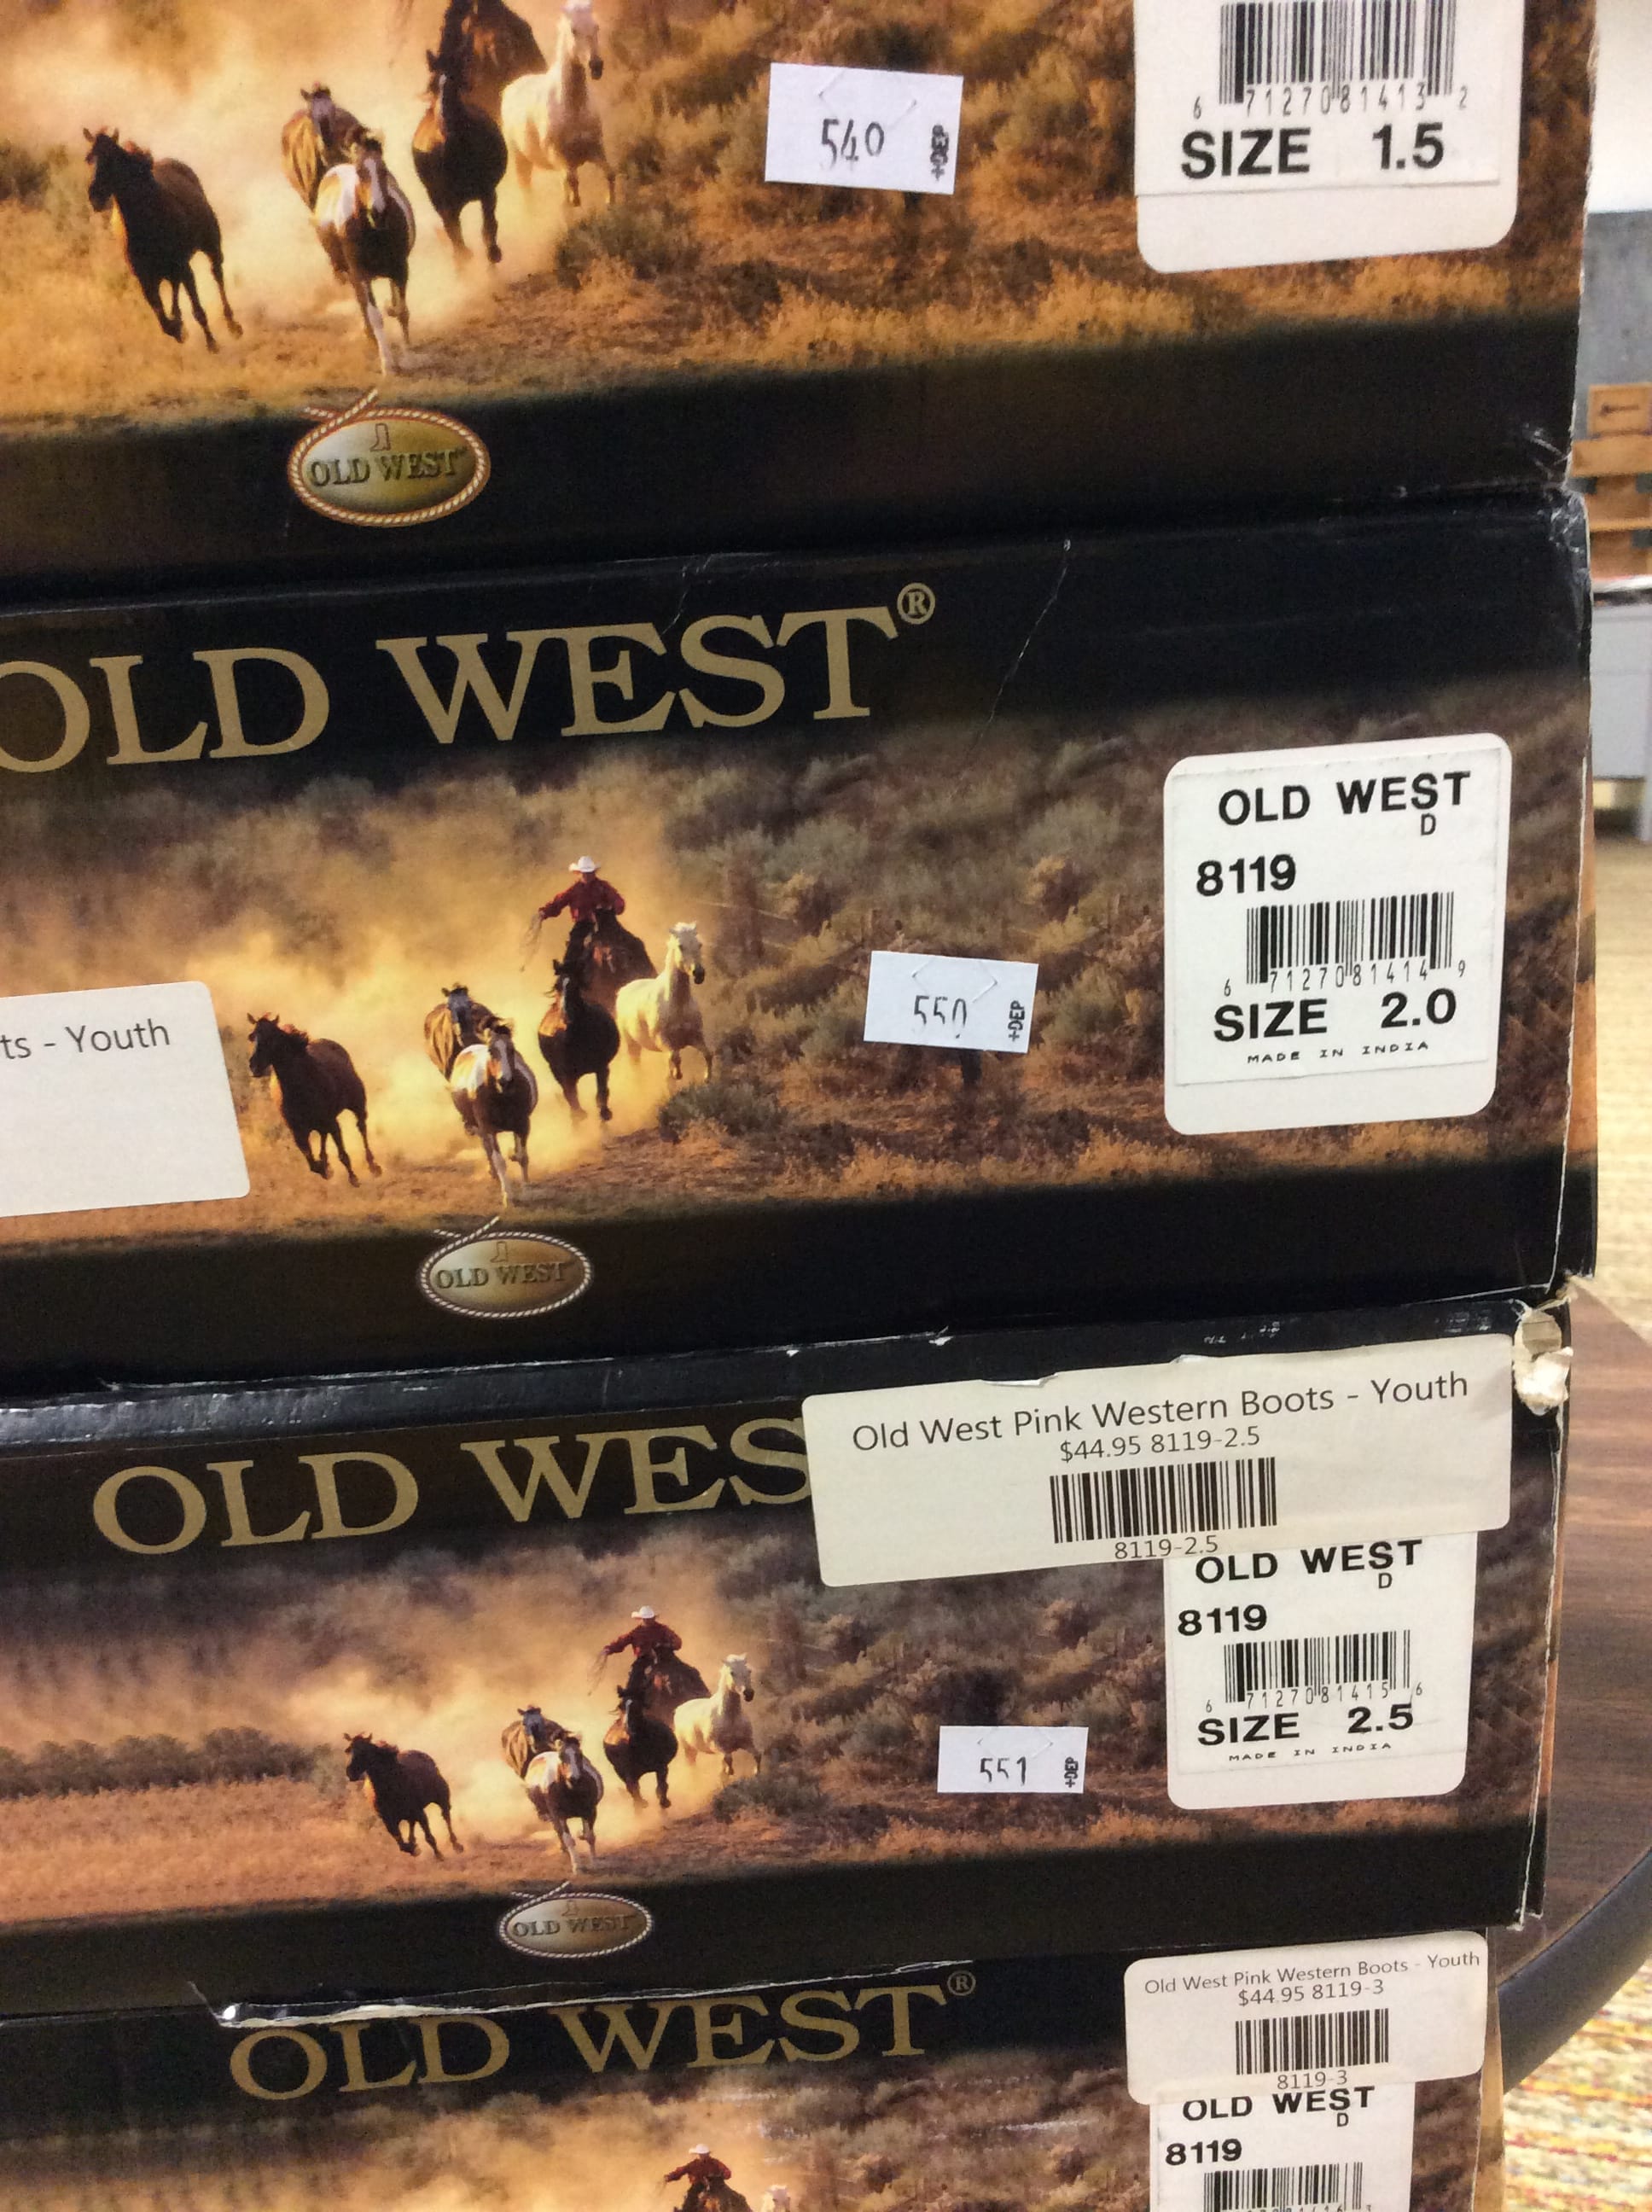 6 71270 81413 2
SIZE 1.5
540
+DEP
OLD WEST
OLD WEST®
OLD WEST
D
8119
6 71270 81414 9
SIZE 2.0
MADE IN INDIA
550
+DEP
ts - Youth
OLD WEST
OLD WES
Old West Pink Western Boots - Youth
$44.95 8119-2.5
8119-2.5
OLD WEST
D
8119
6 71270 81415 6
SIZE 2.5
MADE IN INDIA
551
+DEP
OLD WEST
OLD WEST®
Old West Pink Western Boots - Youth
$44.95 8119-3
8119-3
OLD WEST
D
8119